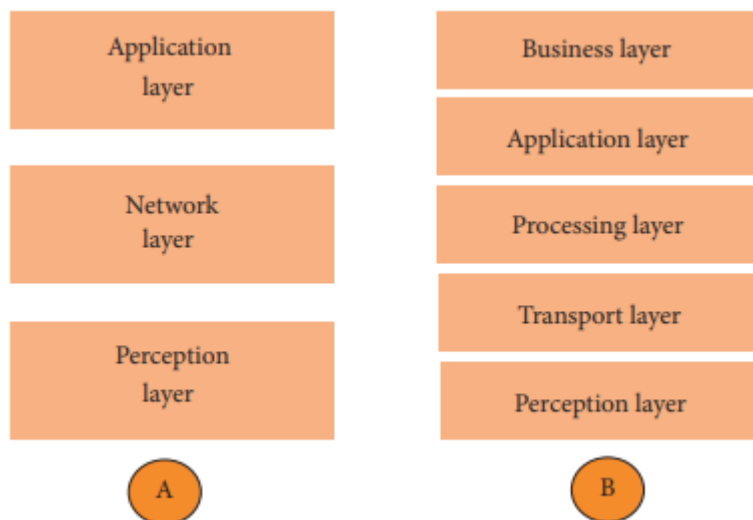 Application
layer
Network
layer
Perception
layer
A
Business layer
Application layer
Processing layer
Transport layer
Perception layer
B